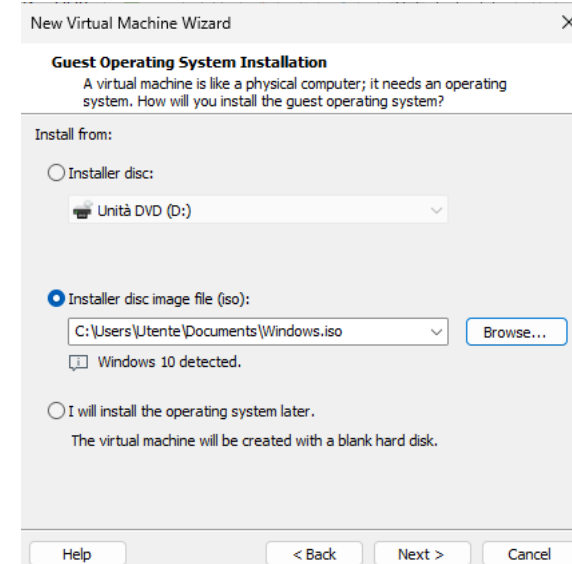 New Virtual Machine Wizard
Guest Operating System Installation
A virtual machine is like a physical computer; it needs an operating
system. How will you install the guest operating system?
Install from:
Installer disc:
Unità DVD (D:)
Installer disc image file (iso):
C:\Users\Utente\Documents\Windows.iso
Browse...
Windows 10 detected.
I will install the operating system later.
The virtual machine will be created with a blank hard disk.
Help
< Back
Next >
Cancel